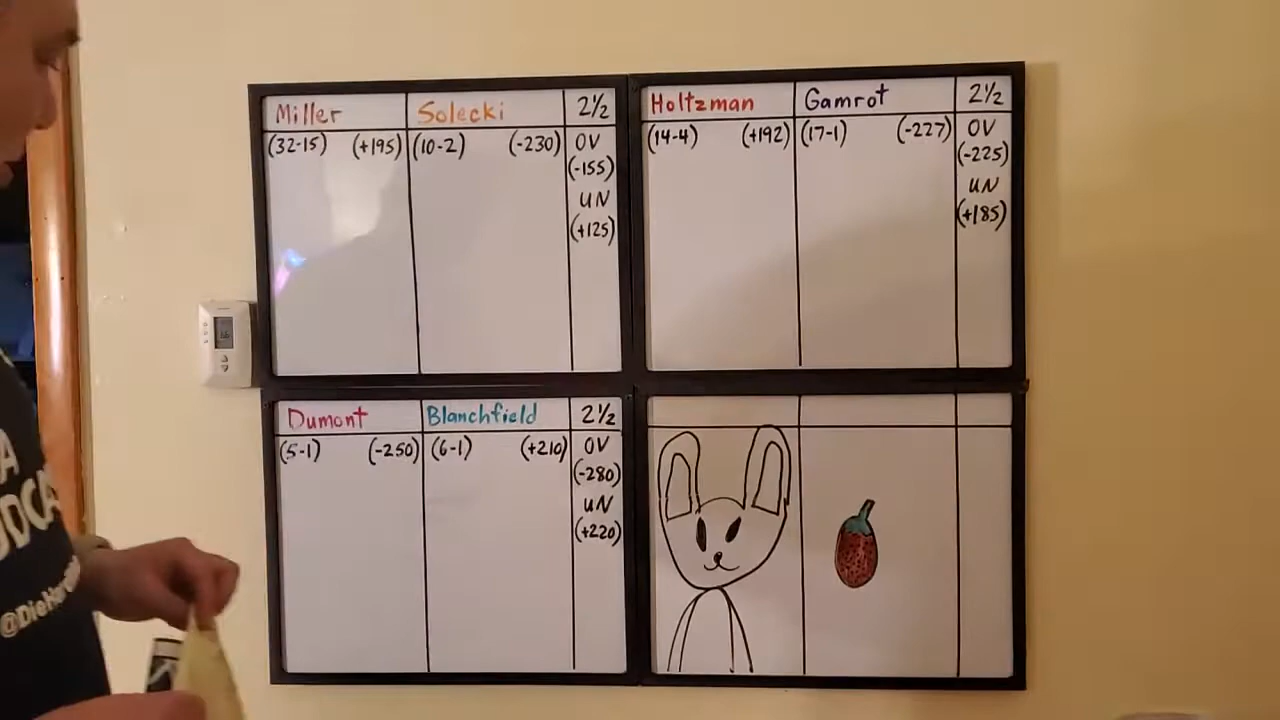 Miller Solecki 2½
(32-15) (+195) (10-2) (-230) OV
(-155)
UN
(+125)
Holtzman Gamrot 2½
(14-4) (+192) (17-1) (-227) OV
(-225)
UN
(+185)
Dumont Blanchfield 2½
(5-1) (-250) (6-1) (+210) OV
(-280)
UN
(+220)